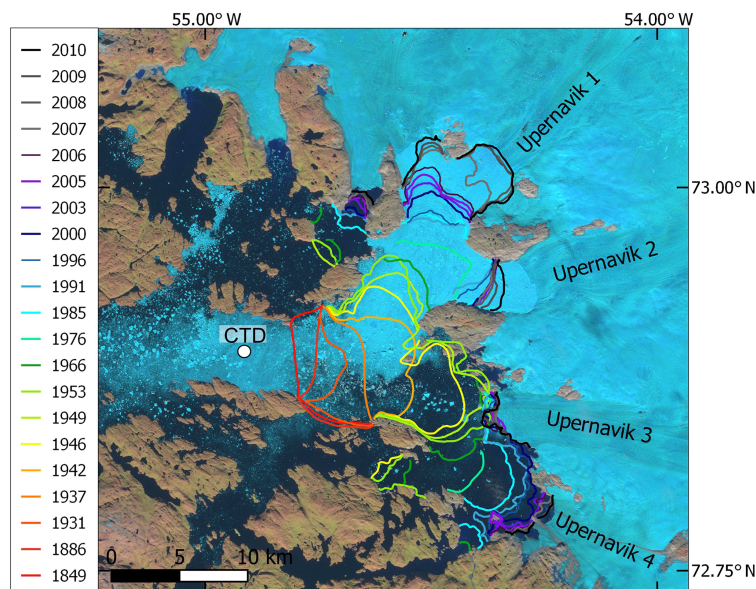 55.00° W
54.00° W
2010
2009
2008
2007
2006
2005
2003
2000
1996
1991
1985
1976
1966
1953
1949
1946
1942
1937
1931
1886
1849
Upernavik 1
73.00° N
Upernavik 2
CTD
Upernavik 3
Upernavik 4
0 5 10 km
72.75° N